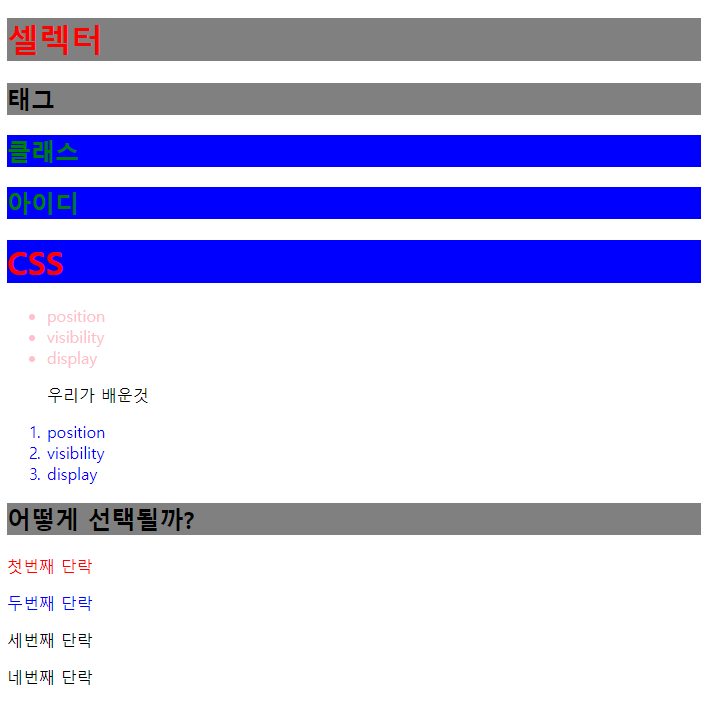 셀렉터
태그
클래스
아이디
CSS
• position
• visibility
• display
우리가 배운것
1. position
2. visibility
3. display
어떻게 선택될까?
첫번째 단락
두번째 단락
세번째 단락
네번째 단락